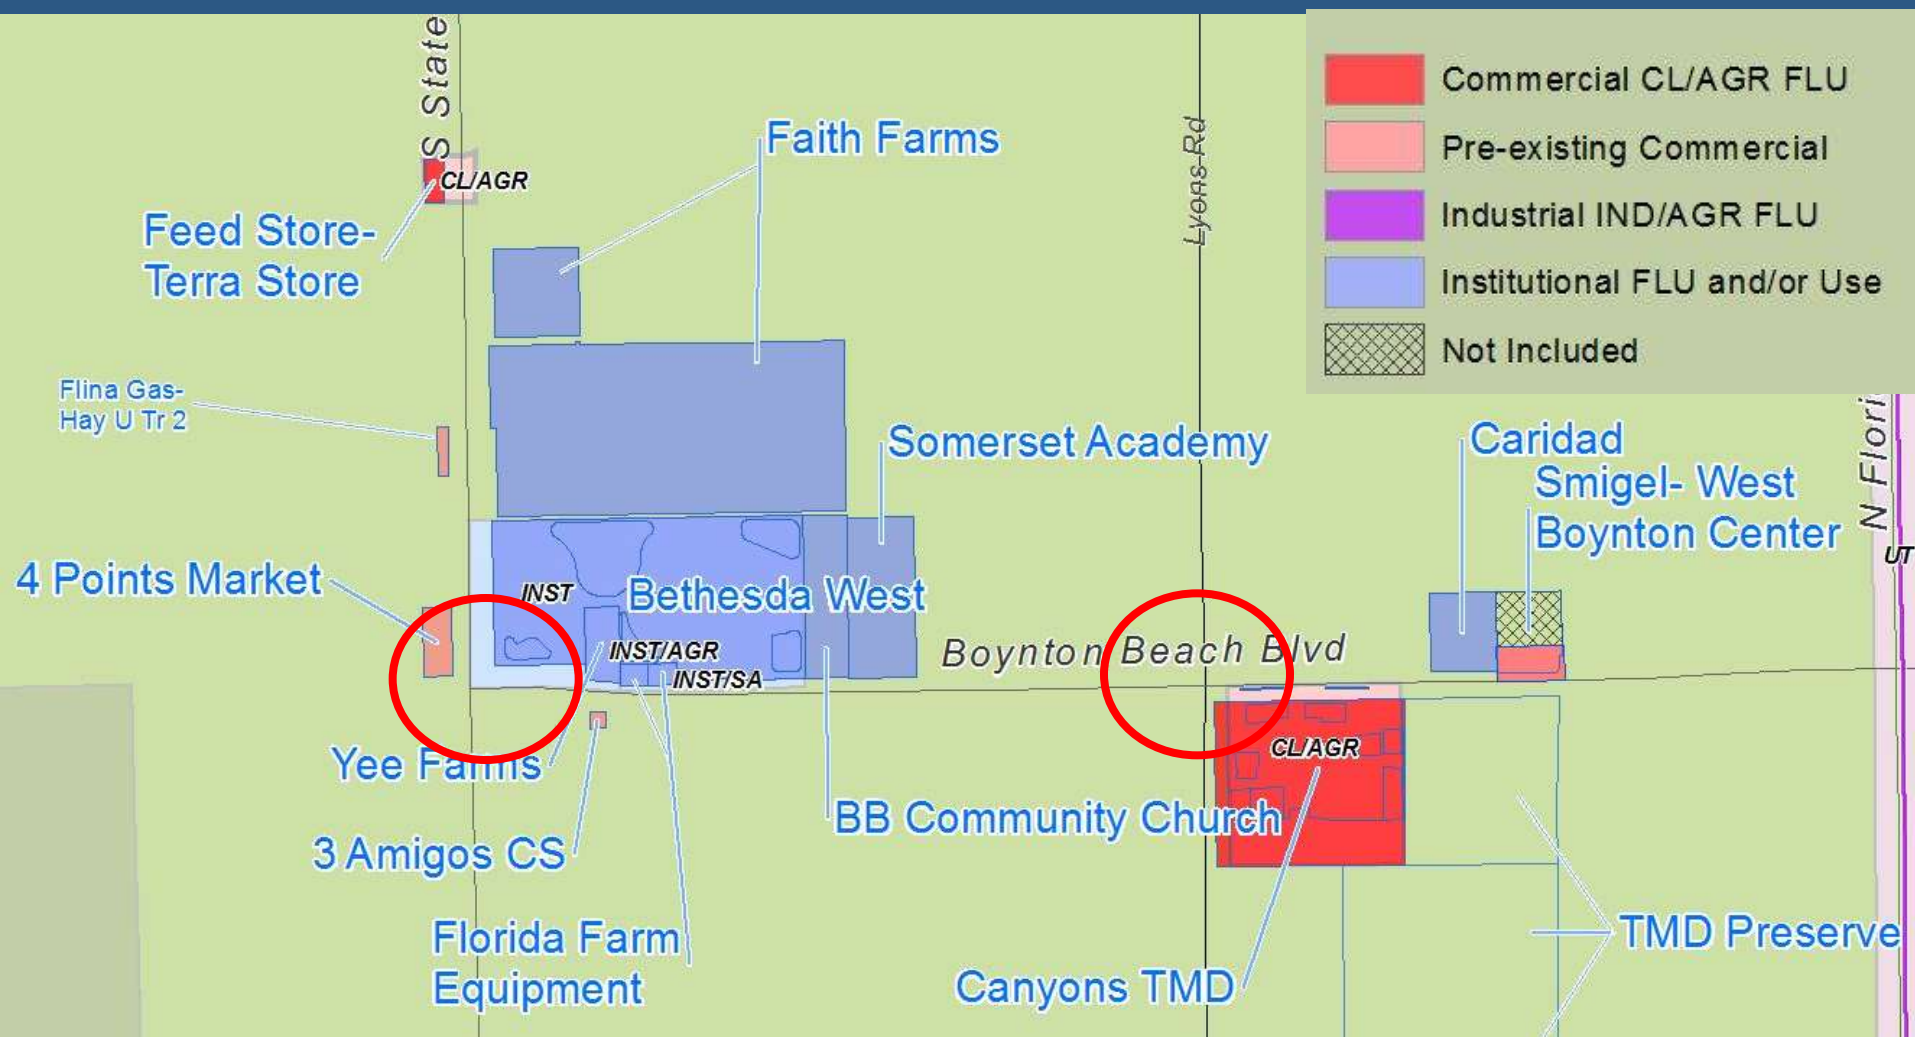 S State
Commercial CL/AGR FLU
Pre-existing Commercial
Industrial IND/AGR FLU
Institutional FLU and/or Use
Not Included
Faith Farms
Lyons Rd
CL/AGR
Feed Store-
Terra Store
Flina Gas-
Hay U Tr 2
Somerset Academy
Caridad
Smigel- West
Boynton Center
N Flori
UT
4 Points Market
INST
Bethesda West
INST/AGR
INST/SA
Boynton Beach Blvd
Yee Farms
CL/AGR
3 Amigos CS
BB Community Church
Florida Farm
Equipment
Canyons TMD
TMD Preserve